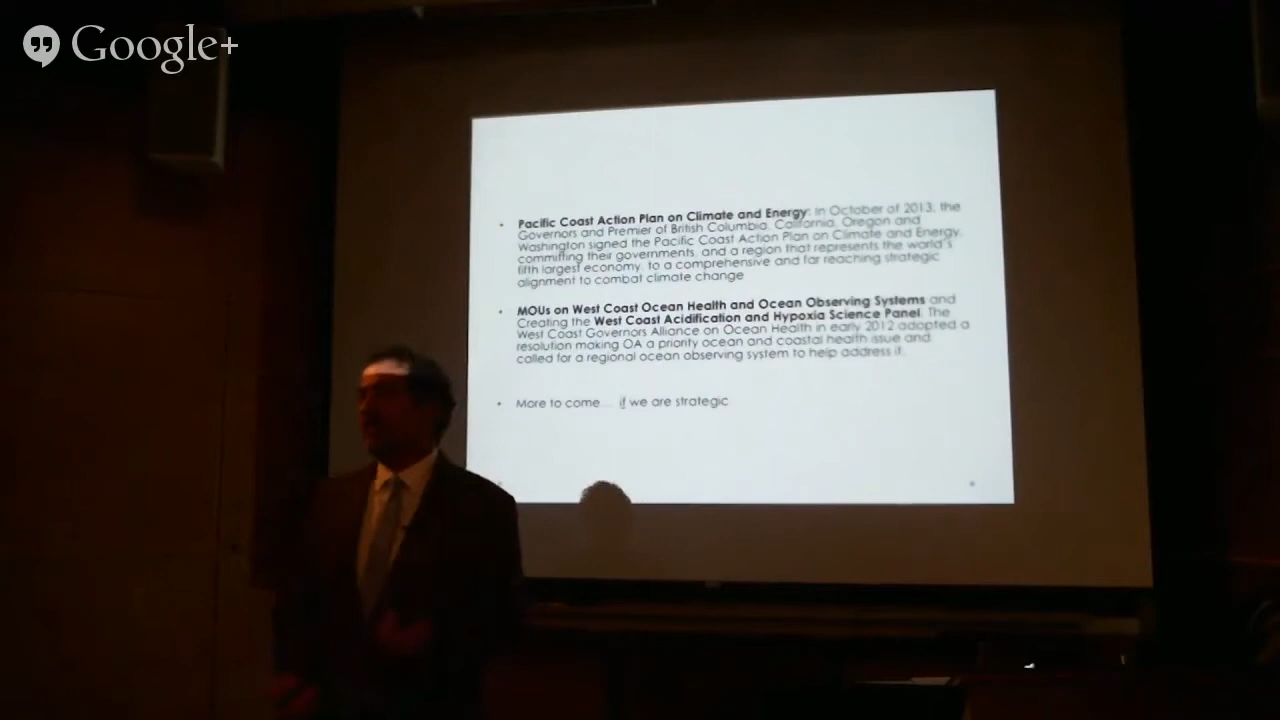 Google+
Pacific Coast Action Plan on Climate and Energy: In October of 2013, the
Governors and Premier of British Columbia, California, Oregon and
Washington signed the Pacific Coast Action Plan on Climate and Energy,
committing their governments, and a region that represents the world's
fifth largest economy, to a comprehensive and far reaching strategic
alignment to combat climate change
MOUs on West Coast Ocean Health and Ocean Observing Systems and
Creating the West Coast Acidification and Hypoxia Science Panel. The
West Coast Governors Alliance on Ocean Health in early 2012 adopted a
resolution making OA a priority ocean and coastal health issue and
called for a regional ocean observing system to help address it.
More to come... if we are strategic